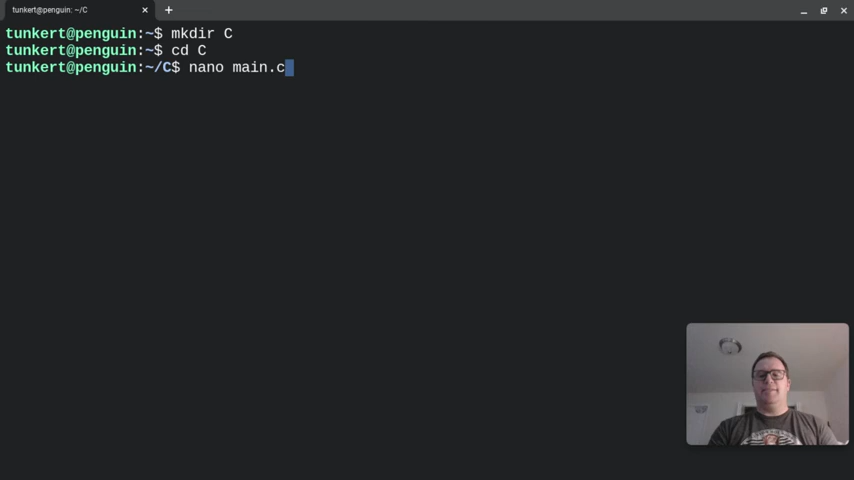 tunkert@penguin: ~/C
tunkert@penguin:~$ mkdir C
tunkert@penguin:~$ cd C
tunkert@penguin:~/C$ nano main.c